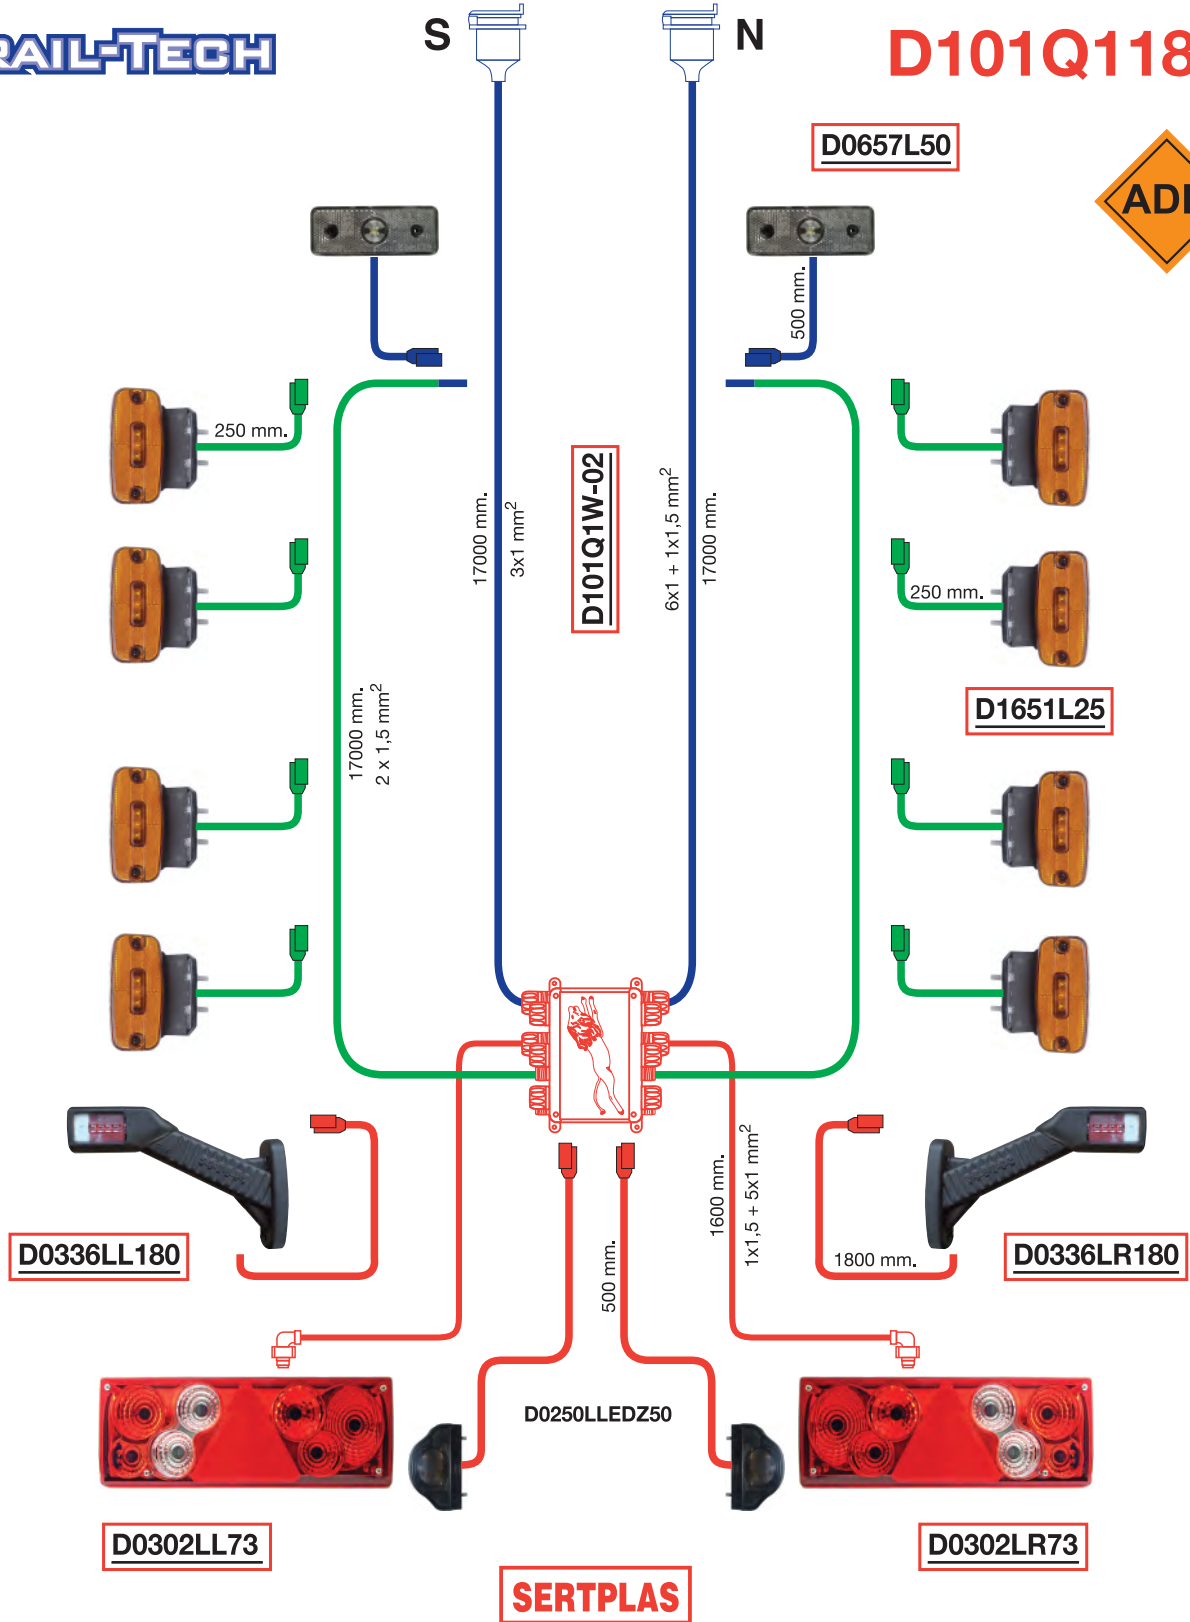 RAIL-TECH
S
N
D101Q118
D0657L50
ADR
500 mm.
250 mm.
17000 mm.
3x1 mm²
D101Q1W-02
6x1 + 1x1,5 mm²
17000 mm.
250 mm.
D1651L25
17000 mm.
2 x 1,5 mm²
1600 mm.
1x1,5 + 5x1 mm²
D0336LL180
500 mm.
1800 mm.
D0336LR180
D0250LLEDZ50
D0302LL73
D0302LR73
SERTPLAS